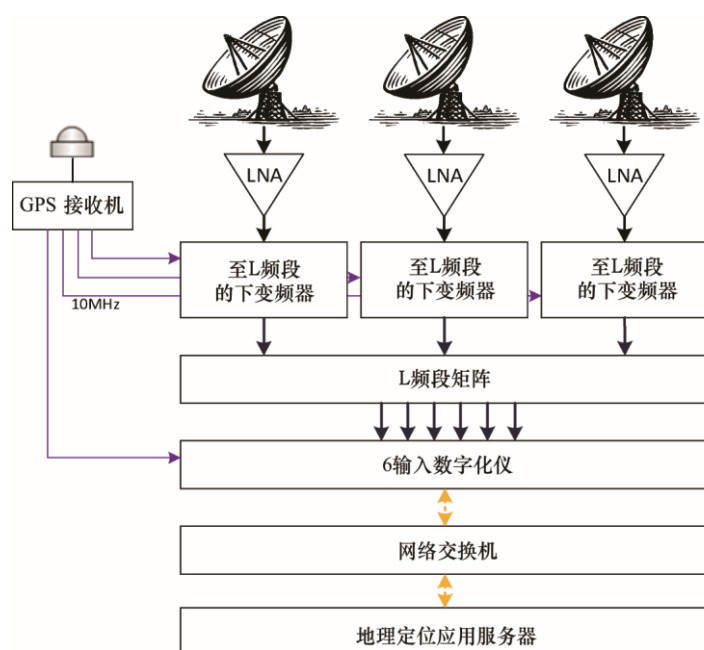 LNA
LNA
LNA
GPS 接收机
至L频段
的下变频器
至L频段
的下变频器
至L频段
的下变频器
10MHz
L频段矩阵
6输入数字化仪
网络交换机
地理定位应用服务器